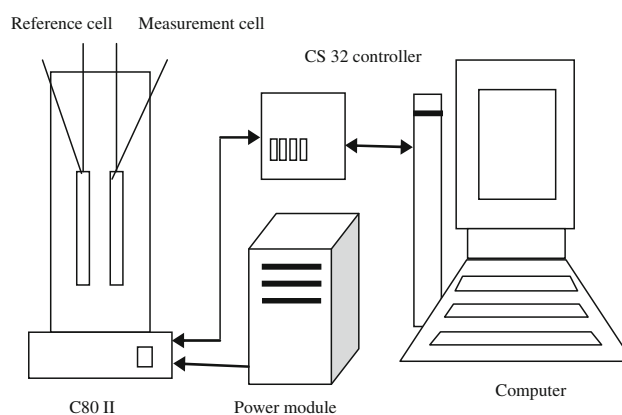 Reference cell
Measurement cell
CS 32 controller
C80 II
Power module
Computer